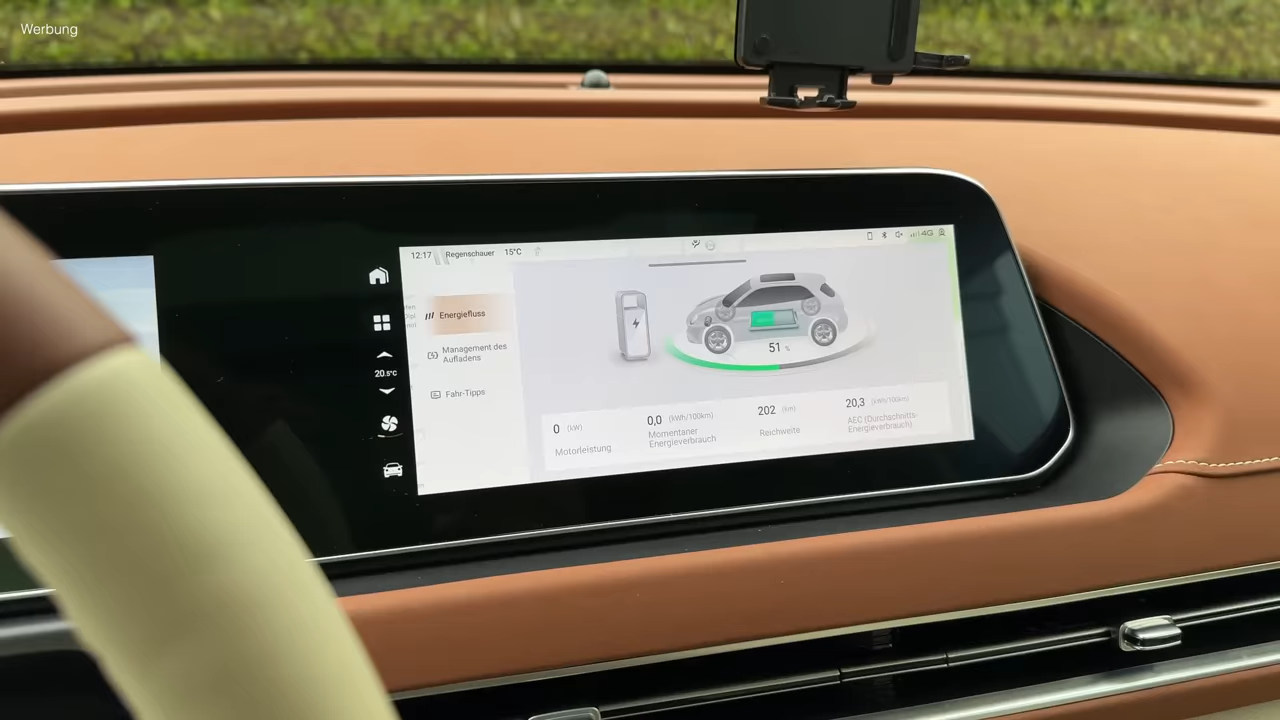 Werbung
12:17 Regenschauer 15°C
4G
Energiefluss
Management des
Aufladens
Fahr-Tipps
20.5°C
51 %
0 (kW)
Motorleistung
0,0 (kWh/100km)
Momentaner
Energieverbrauch
202 (km)
Reichweite
20,3 (kWh/100km)
AEC (Durchschnitts-
Energieverbrauch)